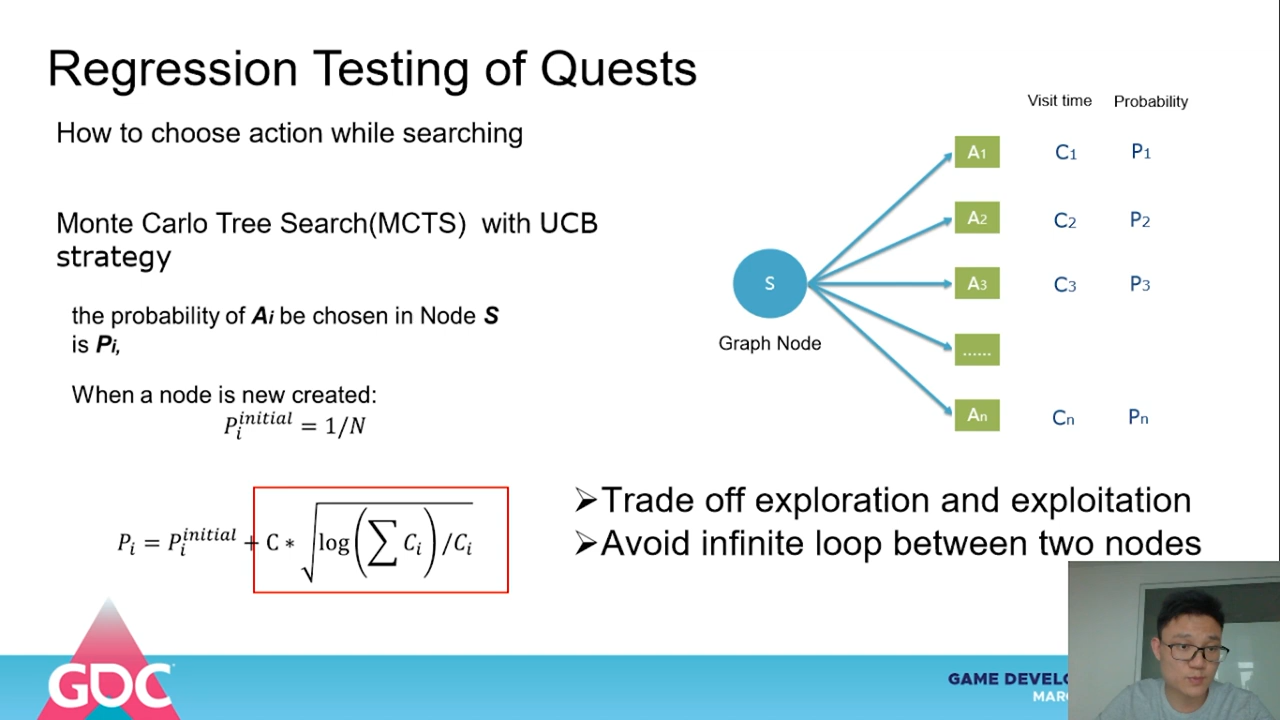 Regression Testing of Quests
How to choose action while searching
Monte Carlo Tree Search(MCTS) with UCB
strategy
the probability of Ai be chosen in Node S
is Pi,
When a node is new created:
P_i^{initial} = 1/N
P_i = P_i^{initial} + C * √(log(∑ C_i) / C_i)
Visit time Probability
A1 C1 P1
A2 C2 P2
S A3 C3 P3
Graph Node
......
An Cn Pn
➢Trade off exploration and exploitation
➢Avoid infinite loop between two nodes
GDC
GAME DEVELO
MARC